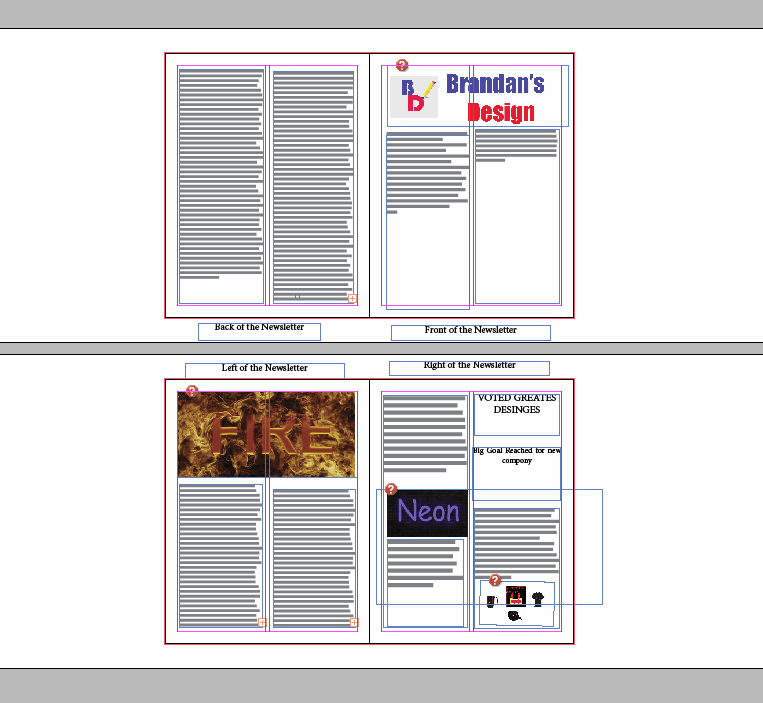 Brandan's
Design
BD
Back of the Newsletter
Front of the Newsletter
Left of the Newsletter
Right of the Newsletter
FIRE
VOTED GREATES
DESINGES
Big Goal Reached for new
company
Neon